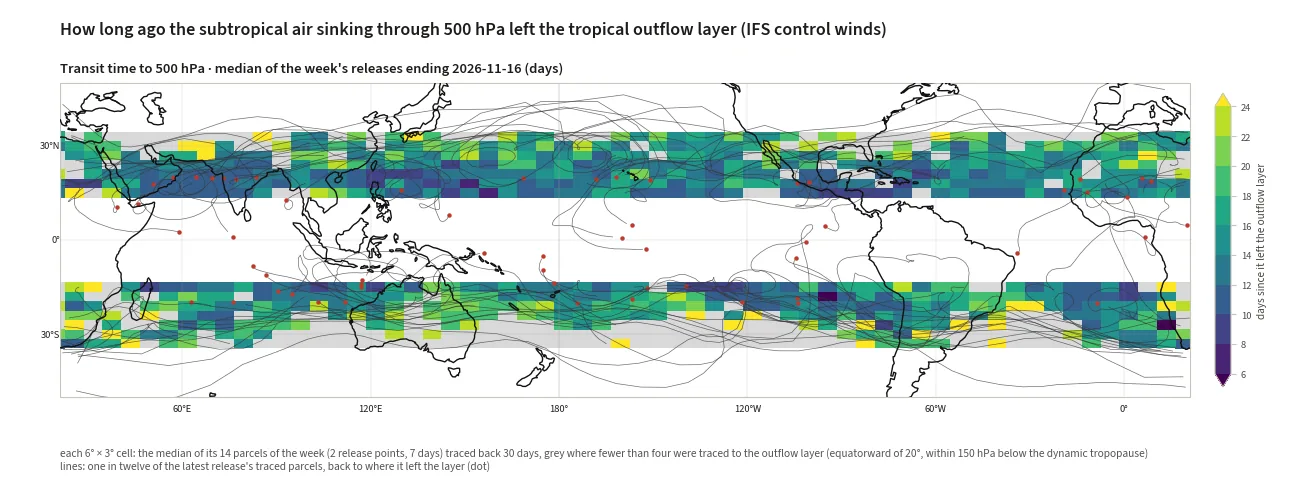 How long ago the subtropical air sinking through 500 hPa left the tropical outflow layer (IFS control winds)
Transit time to 500 hPa · median of the week's releases ending 2026-11-16 (days)
30°N
0°
30°S
60°E
120°E
180°
120°W
60°W
0°
24
22
20
18
16
14
12
10
8
6
days since it left the outflow layer
each 6° × 3° cell: the median of its 14 parcels of the week (2 release points, 7 days) traced back 30 days, grey where fewer than four were traced to the outflow layer (equatorward of 20°, within 150 hPa below the dynamic tropopause)
lines: one in twelve of the latest release's traced parcels, back to where it left the layer (dot)